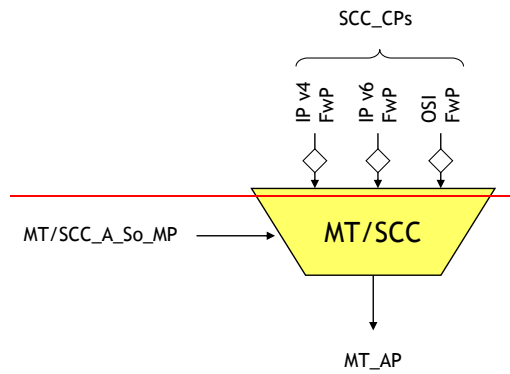 SCC_CPs
IP v4 FwP
IP v6 FwP
OSI FwP
MT/SCC
MT/SCC_A_So_MP
MT_AP